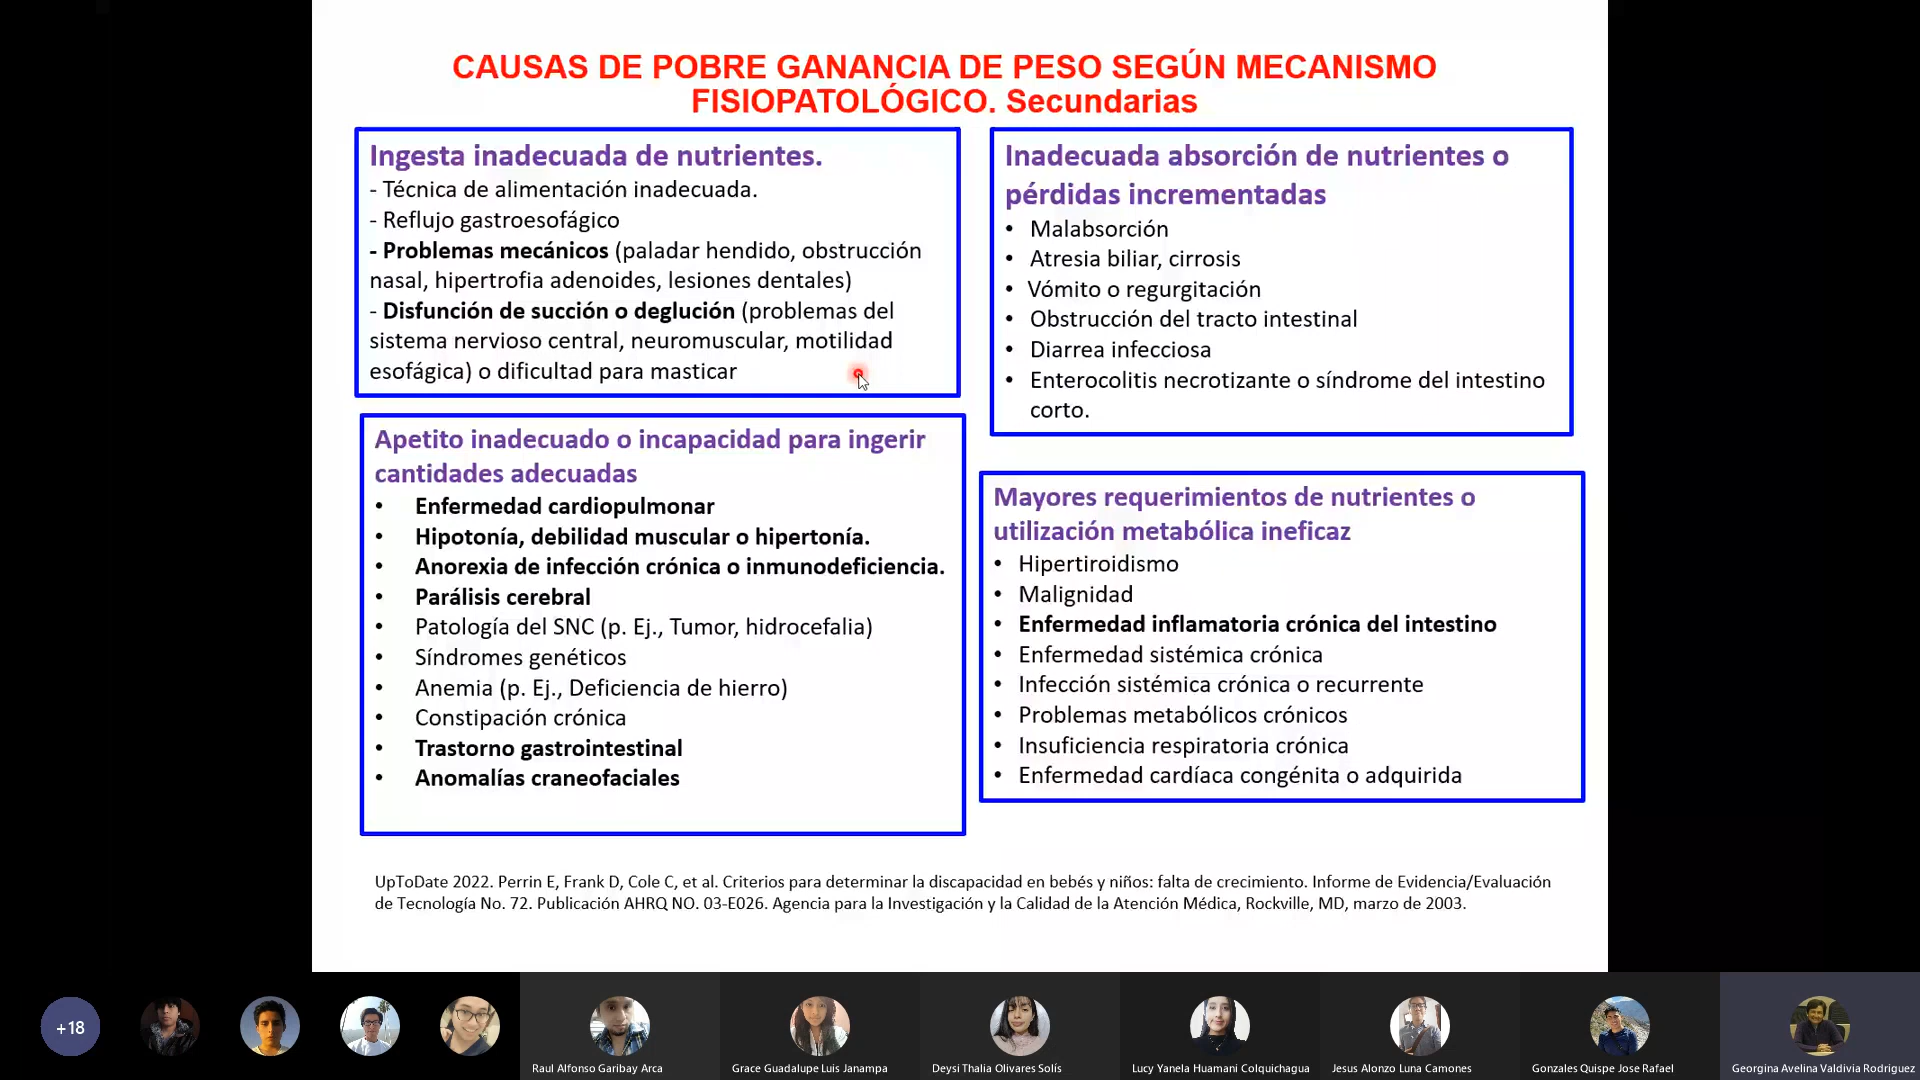 CAUSAS DE POBRE GANANCIA DE PESO SEGÚN MECANISMO
FISIOPATOLÓGICO. Secundarias
Ingesta inadecuada de nutrientes.
- Técnica de alimentación inadecuada.
- Reflujo gastroesofágico
- Problemas mecánicos (paladar hendido, obstrucción
nasal, hipertrofia adenoides, lesiones dentales)
- Disfunción de succión o deglución (problemas del
sistema nervioso central, neuromuscular, motilidad
esofágica) o dificultad para masticar
Apetito inadecuado o incapacidad para ingerir
cantidades adecuadas
• Enfermedad cardiopulmonar
• Hipotonía, debilidad muscular o hipertonía.
• Anorexia de infección crónica o inmunodeficiencia.
• Parálisis cerebral
• Patología del SNC (p. Ej., Tumor, hidrocefalia)
• Síndromes genéticos
• Anemia (p. Ej., Deficiencia de hierro)
• Constipación crónica
• Trastorno gastrointestinal
• Anomalías craneofaciales
Inadecuada absorción de nutrientes o
pérdidas incrementadas
• Malabsorción
• Atresia biliar, cirrosis
• Vómito o regurgitación
• Obstrucción del tracto intestinal
• Diarrea infecciosa
• Enterocolitis necrotizante o síndrome del intestino
corto.
Mayores requerimientos de nutrientes o
utilización metabólica ineficaz
• Hipertiroidismo
• Malignidad
• Enfermedad inflamatoria crónica del intestino
• Enfermedad sistémica crónica
• Infección sistémica crónica o recurrente
• Problemas metabólicos crónicos
• Insuficiencia respiratoria crónica
• Enfermedad cardíaca congénita o adquirida
UpToDate 2022. Perrin E, Frank D, Cole C, et al. Criterios para determinar la discapacidad en bebés y niños: falta de crecimiento. Informe de Evidencia/Evaluación
de Tecnología No. 72. Publicación AHRQ NO. 03-E026. Agencia para la Investigación y la Calidad de la Atención Médica, Rockville, MD, marzo de 2003.
+18
Raul Alfonso Garibay Arca
Grace Guadalupe Luis Janampa
Deysi Thalia Olivares Solís
Lucy Yanela Huamani Colquichagua
Jesus Alonzo Luna Camones
Gonzales Quispe Jose Rafael
Georgina Avelina Valdivia Rodriguez